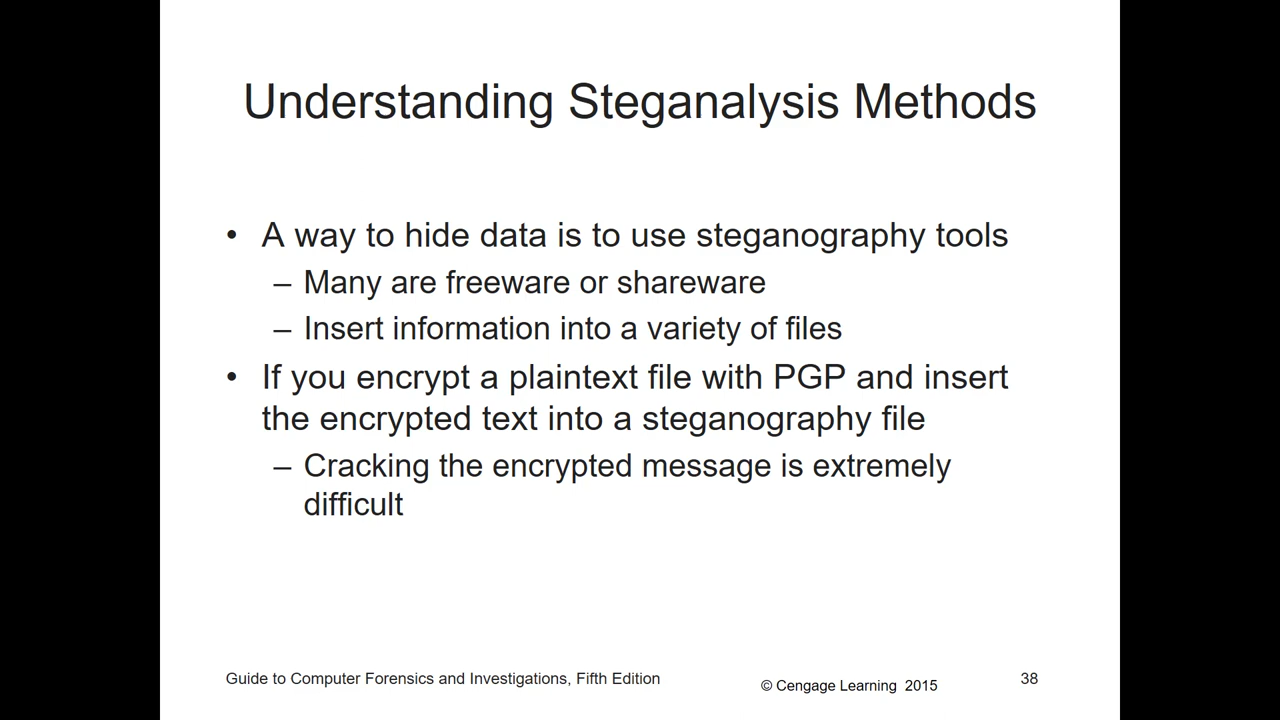 Understanding Steganalysis Methods
• A way to hide data is to use steganography tools
– Many are freeware or shareware
– Insert information into a variety of files
• If you encrypt a plaintext file with PGP and insert
the encrypted text into a steganography file
– Cracking the encrypted message is extremely
difficult
Guide to Computer Forensics and Investigations, Fifth Edition
© Cengage Learning 2015
38